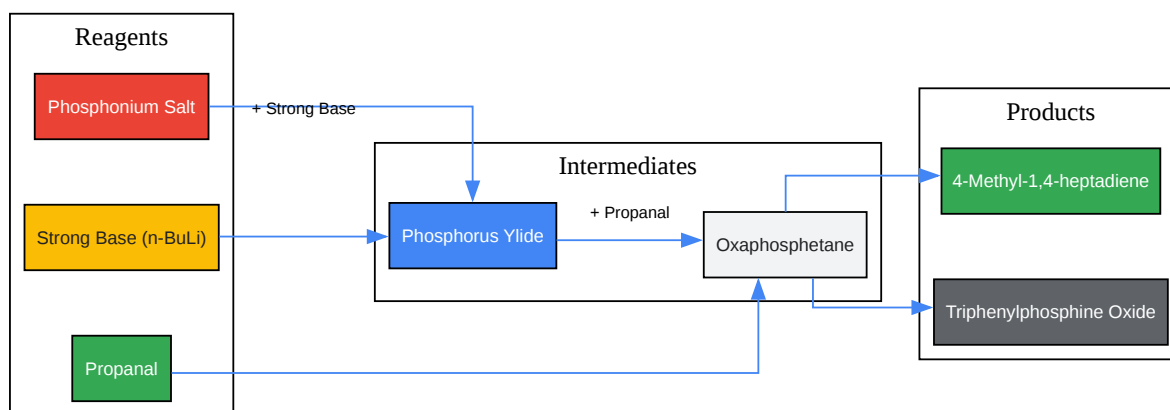 Reagents
Phosphonium Salt
+ Strong Base
Strong Base (n-BuLi)
Propanal
Intermediates
Phosphorus Ylide
+ Propanal
Oxaphosphetane
Products
4-Methyl-1,4-heptadiene
Triphenylphosphine Oxide